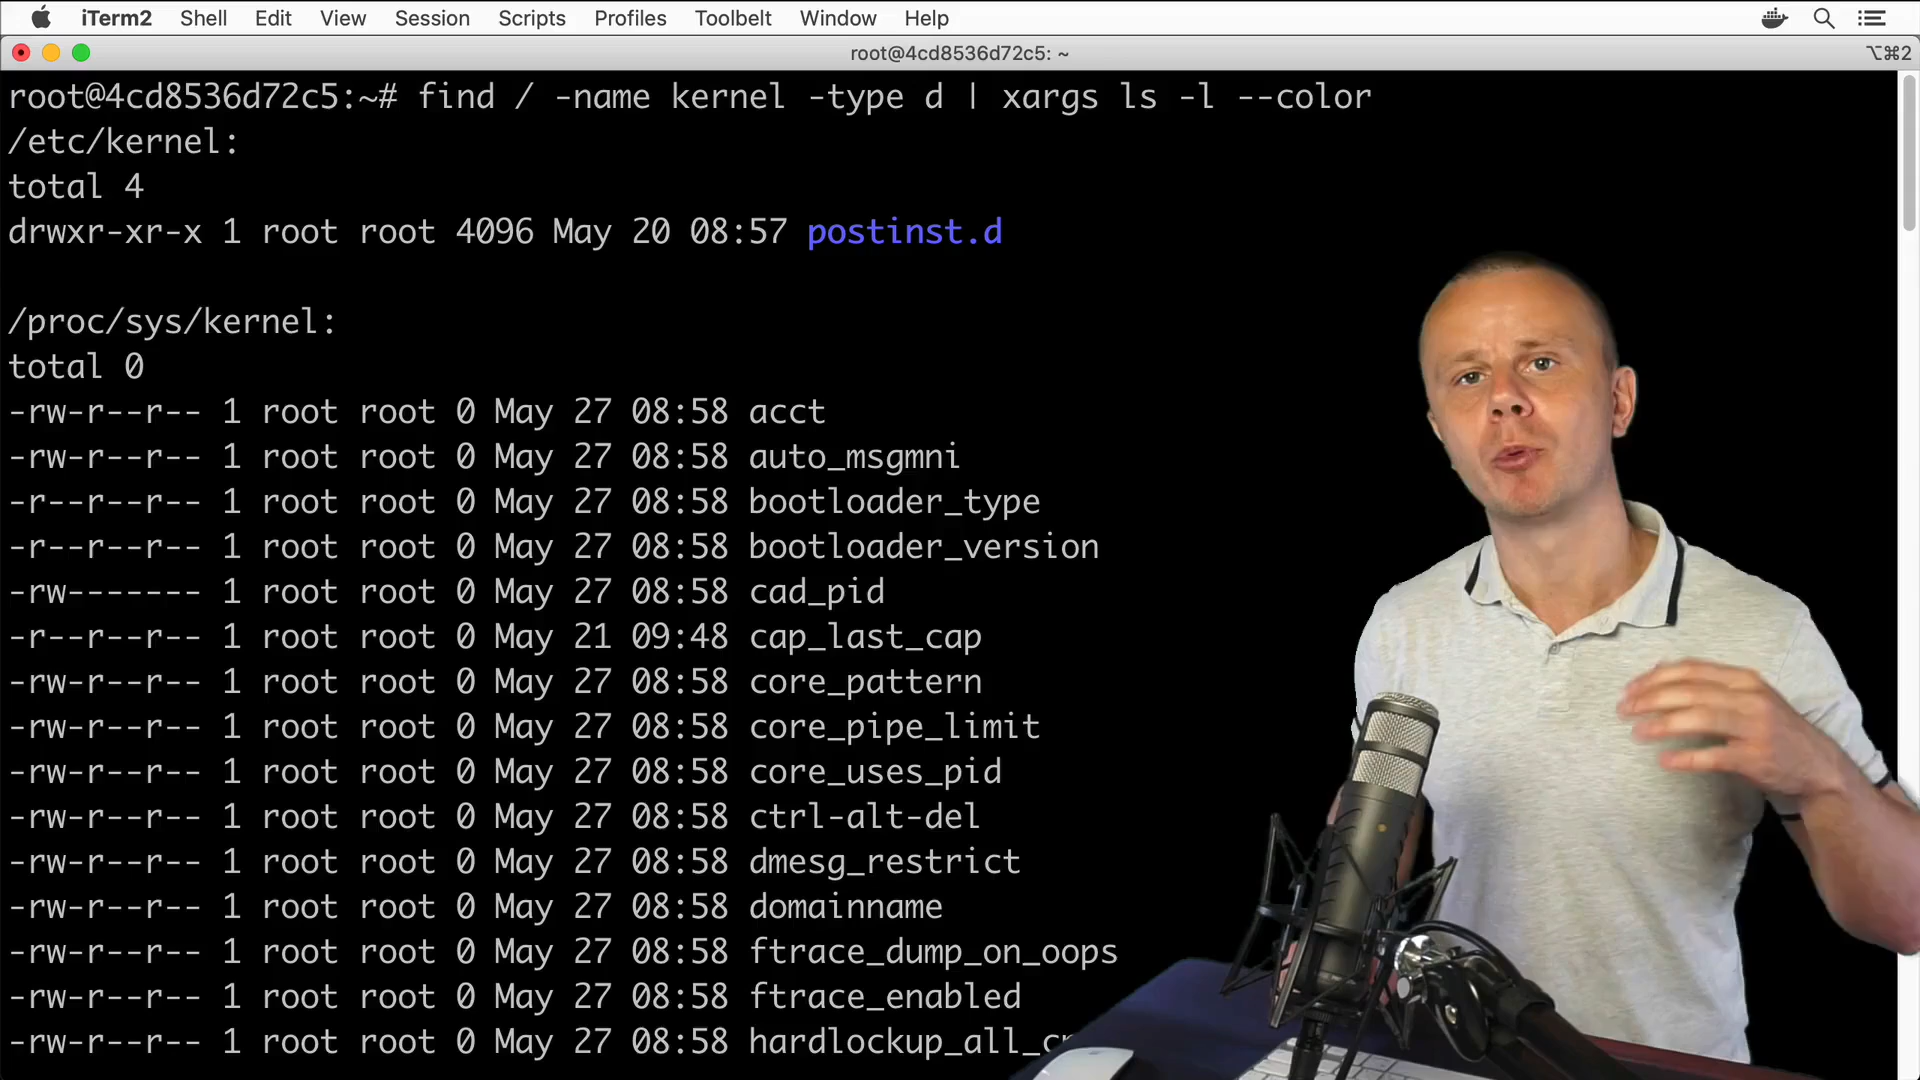 iTerm2 Shell Edit View Session Scripts Profiles Toolbelt Window Help
root@4cd8536d72c5: ~ ⌥⌘2
root@4cd8536d72c5:~# find / -name kernel -type d | xargs ls -l --color
/etc/kernel:
total 4
drwxr-xr-x 1 root root 4096 May 20 08:57 postinst.d
/proc/sys/kernel:
total 0
-rw-r--r-- 1 root root 0 May 27 08:58 acct
-rw-r--r-- 1 root root 0 May 27 08:58 auto_msgmni
-r--r--r-- 1 root root 0 May 27 08:58 bootloader_type
-r--r--r-- 1 root root 0 May 27 08:58 bootloader_version
-rw------- 1 root root 0 May 27 08:58 cad_pid
-r--r--r-- 1 root root 0 May 21 09:48 cap_last_cap
-rw-r--r-- 1 root root 0 May 27 08:58 core_pattern
-rw-r--r-- 1 root root 0 May 27 08:58 core_pipe_limit
-rw-r--r-- 1 root root 0 May 27 08:58 core_uses_pid
-rw-r--r-- 1 root root 0 May 27 08:58 ctrl-alt-del
-rw-r--r-- 1 root root 0 May 27 08:58 dmesg_restrict
-rw-r--r-- 1 root root 0 May 27 08:58 domainname
-rw-r--r-- 1 root root 0 May 27 08:58 ftrace_dump_on_oops
-rw-r--r-- 1 root root 0 May 27 08:58 ftrace_enabled
-rw-r--r-- 1 root root 0 May 27 08:58 hardlockup_all_c